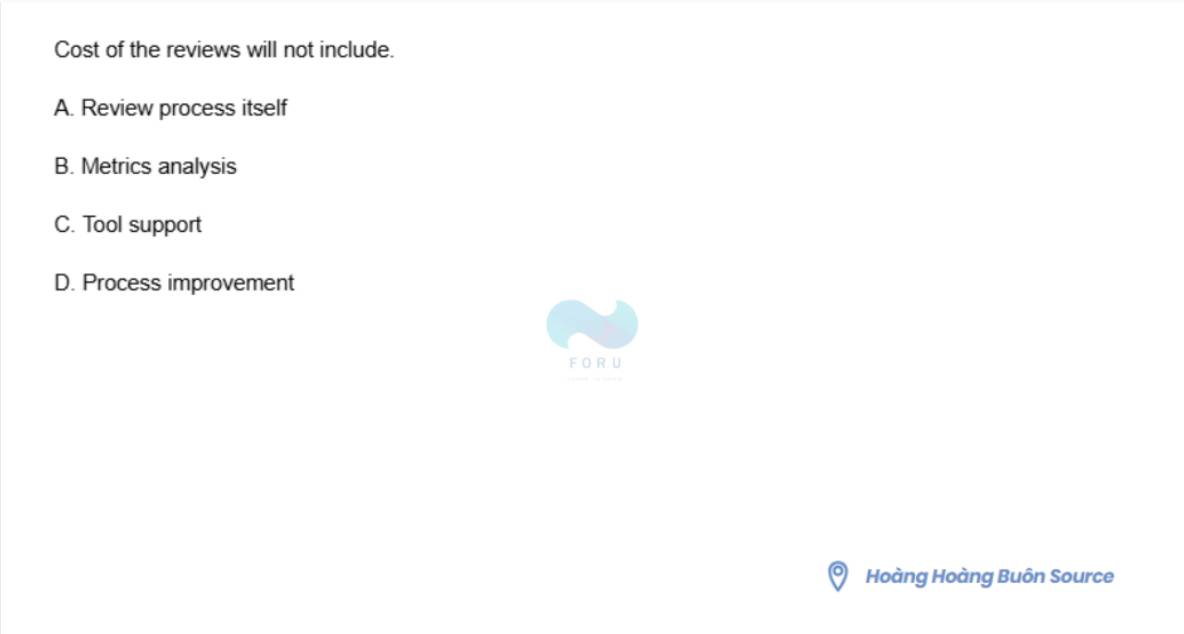 Cost of the reviews will not include.
A. Review process itself
B. Metrics analysis
C. Tool support
D. Process improvement
FORU
Hoàng Hoàng Buôn Source